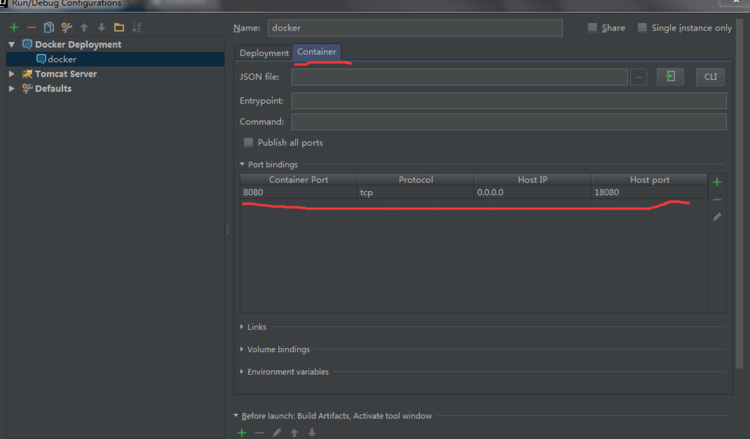 Run/Debug Configurations
Name: docker
Share
Single instance only
Docker Deployment
docker
Tomcat Server
Defaults
Deployment
Container
JSON file:
...
CLI
Entrypoint:
Command:
Publish all ports
Port bindings
Container Port Protocol Host IP Host port
8080 tcp 0.0.0.0 18080
Links
Volume bindings
Environment variables
Before launch: Build Artifacts, Activate tool window